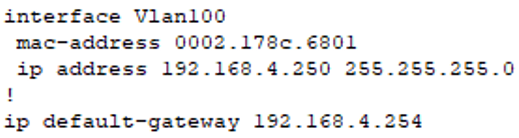 interface Vlan100
 mac-address 0002.178c.6801
 ip address 192.168.4.250 255.255.255.0
!
ip default-gateway 192.168.4.254